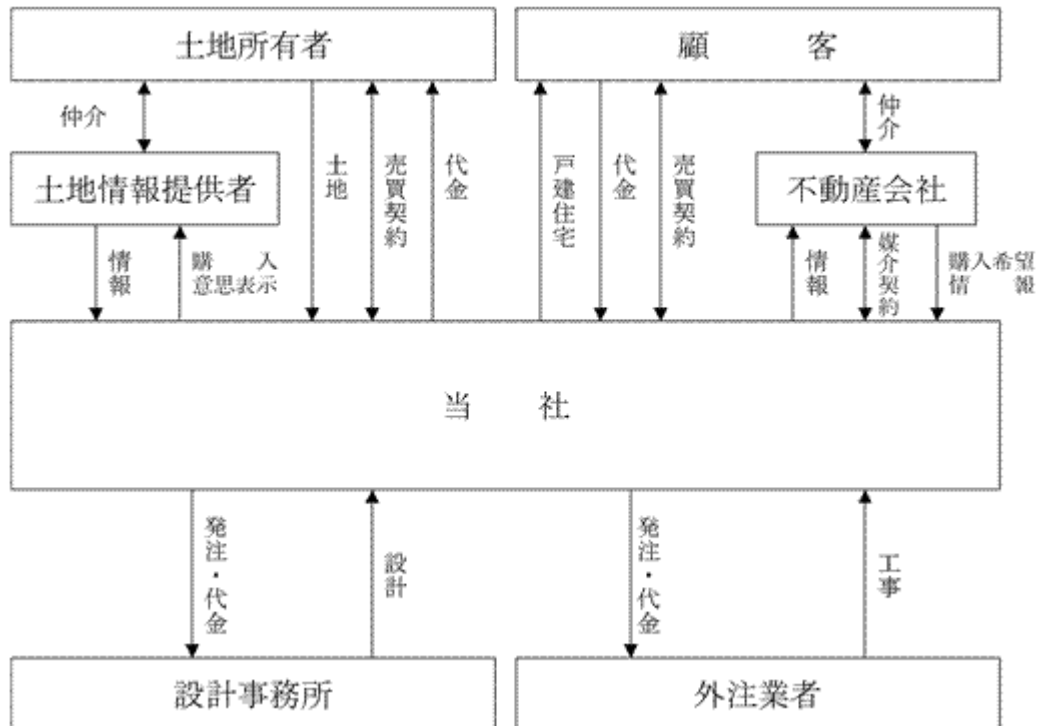 土地所有者
顧客
仲介
土地
売買契約
代金
戸建住宅
代金
売買契約
仲介
土地情報提供者
不動産会社
情報
購入
意思表示
情報
媒介契約
購入希望
情報
当社
発注・代金
設計
発注・代金
工事
設計事務所
外注業者